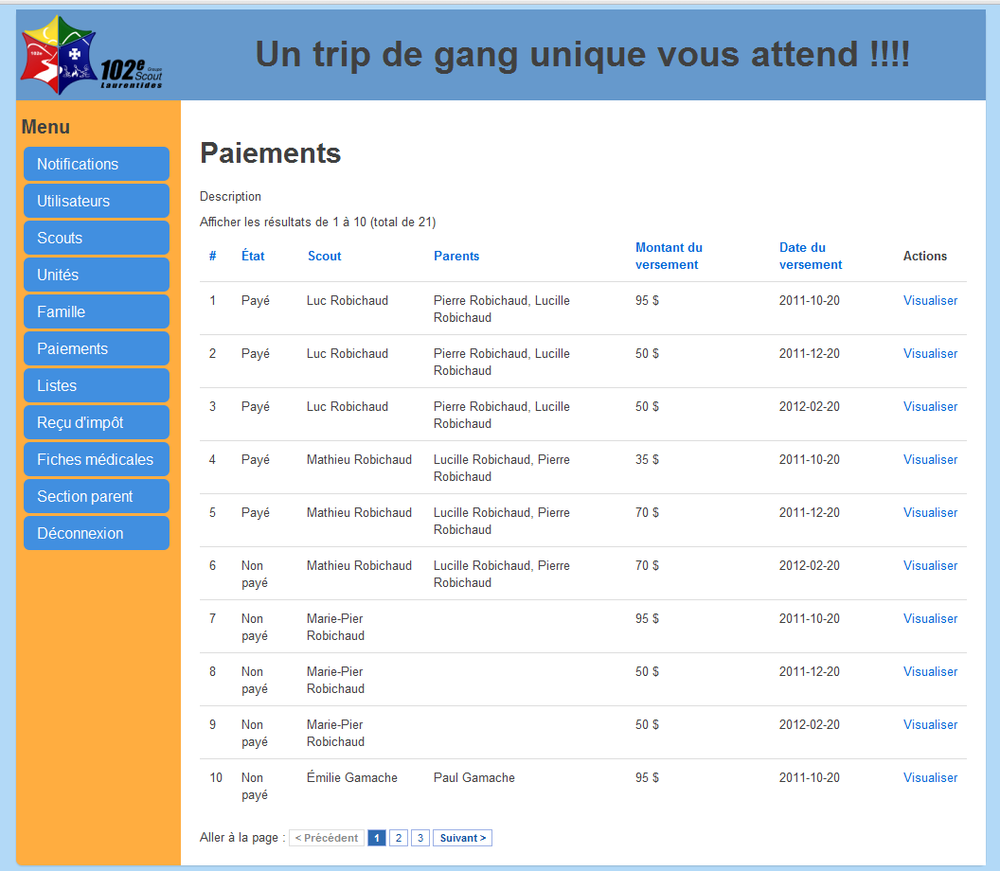 102e
102e Groupe
Scout
Laurentides
Un trip de gang unique vous attend !!!!
Menu
Notifications
Utilisateurs
Scouts
Unités
Famille
Paiements
Listes
Reçu d'impôt
Fiches médicales
Section parent
Déconnexion
Paiements
Description
Afficher les résultats de 1 à 10 (total de 21)
# État Scout Parents Montant du versement Date du versement Actions
1 Payé Luc Robichaud Pierre Robichaud, Lucille Robichaud 95 $ 2011-10-20 Visualiser
2 Payé Luc Robichaud Pierre Robichaud, Lucille Robichaud 50 $ 2011-12-20 Visualiser
3 Payé Luc Robichaud Pierre Robichaud, Lucille Robichaud 50 $ 2012-02-20 Visualiser
4 Payé Mathieu Robichaud Lucille Robichaud, Pierre Robichaud 35 $ 2011-10-20 Visualiser
5 Payé Mathieu Robichaud Lucille Robichaud, Pierre Robichaud 70 $ 2011-12-20 Visualiser
6 Non payé Mathieu Robichaud Lucille Robichaud, Pierre Robichaud 70 $ 2012-02-20 Visualiser
7 Non payé Marie-Pier Robichaud 95 $ 2011-10-20 Visualiser
8 Non payé Marie-Pier Robichaud 50 $ 2011-12-20 Visualiser
9 Non payé Marie-Pier Robichaud 50 $ 2012-02-20 Visualiser
10 Non payé Émilie Gamache Paul Gamache 95 $ 2011-10-20 Visualiser
Aller à la page : < Précédent 1 2 3 Suivant >